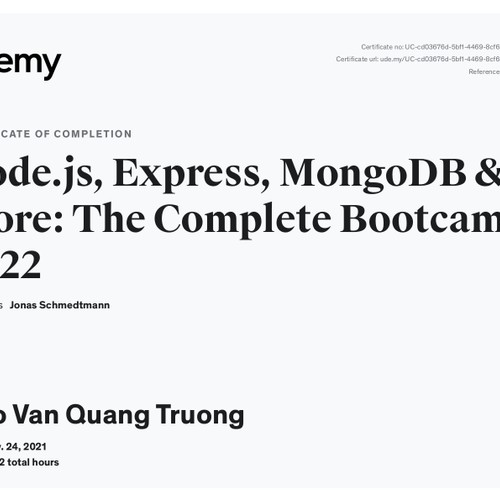 emy
Certificate no: UC-cd03676d-5bf1-4469-8cf6
Certificate url: ude.my/UC-cd03676d-5bf1-4469-8cf6
Reference
CATE OF COMPLETION
ode.js, Express, MongoDB &
ore: The Complete Bootcam
22
s Jonas Schmedtmann
o Van Quang Truong
. 24, 2021
2 total hours